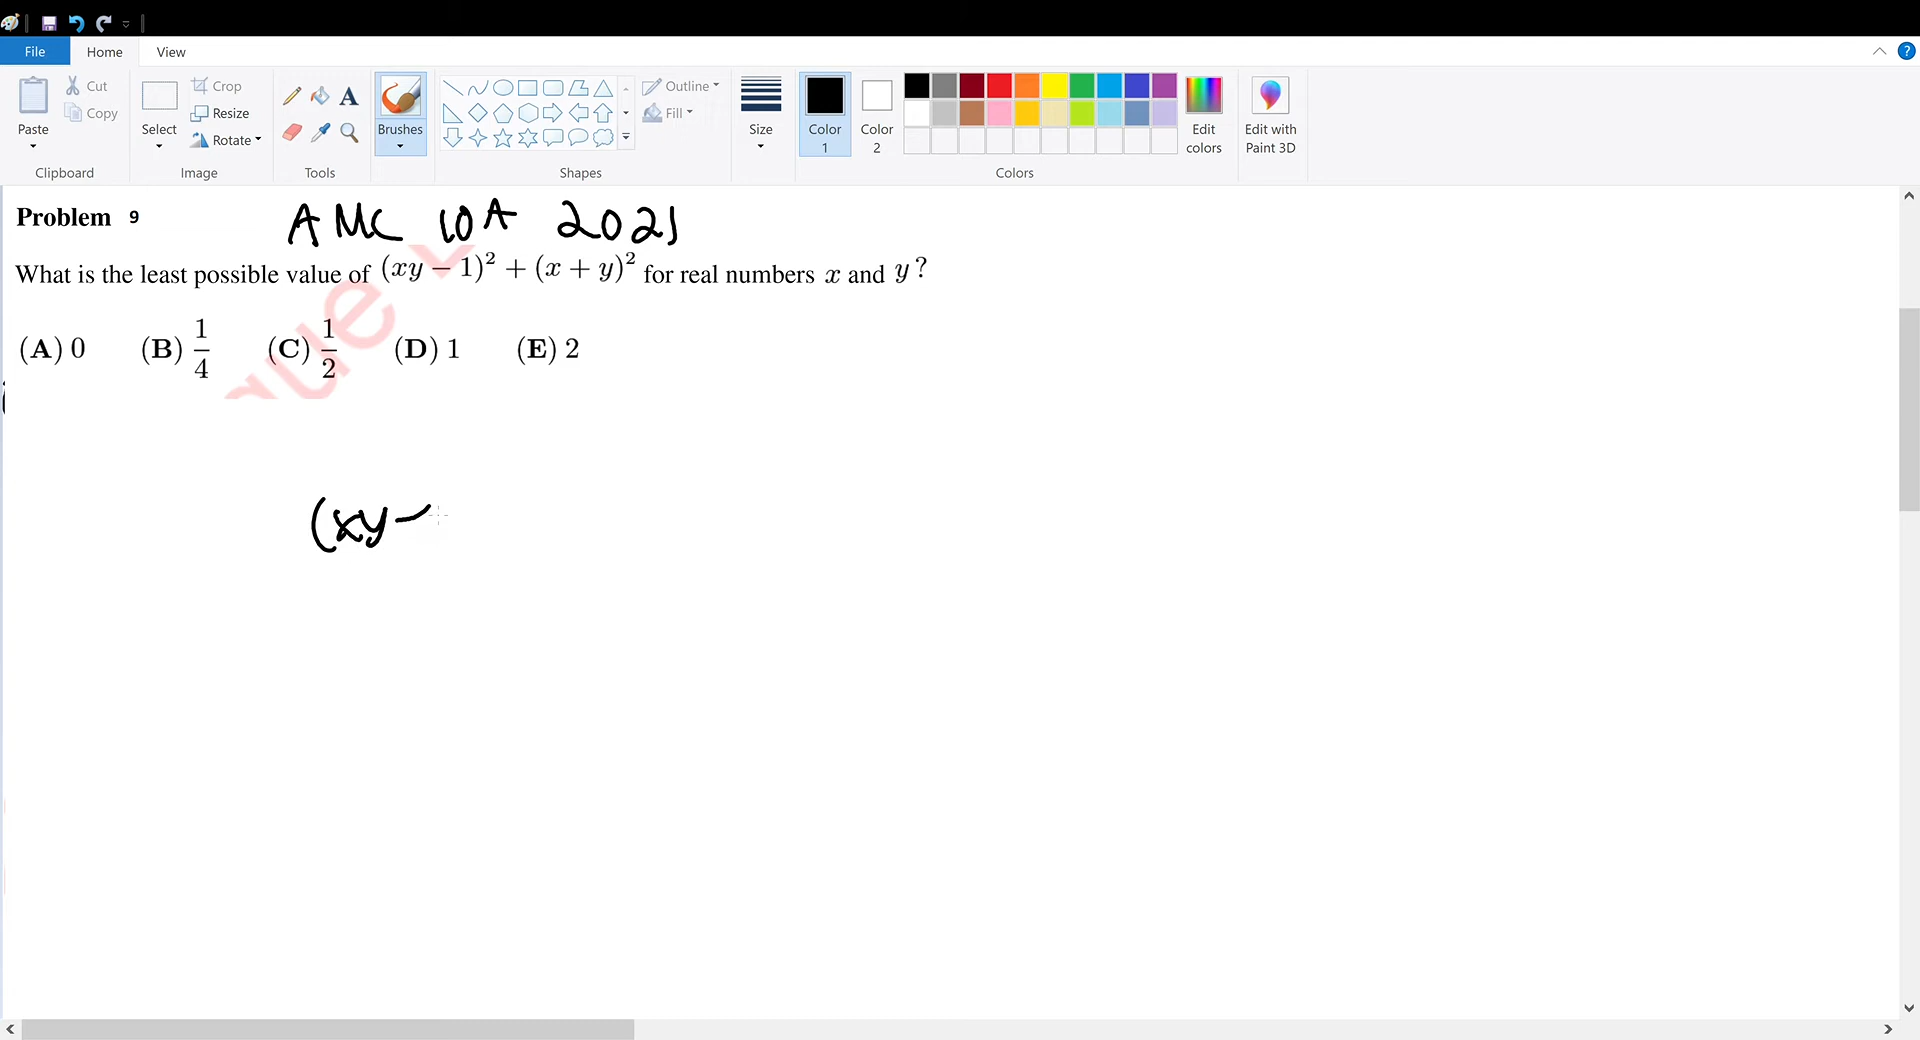 File Home View
Paste Cut Copy Select Crop Resize Rotate A Brushes Outline Fill Size Color 1 Color 2 Edit colors Edit with Paint 3D ?
Clipboard Image Tools Shapes Colors
Problem 9 AMC 10A 2021
What is the least possible value of (xy − 1)² + (x + y)² for real numbers x and y?
(A) 0 (B) 1/4 (C) 1/2 (D) 1 (E) 2
(xy −